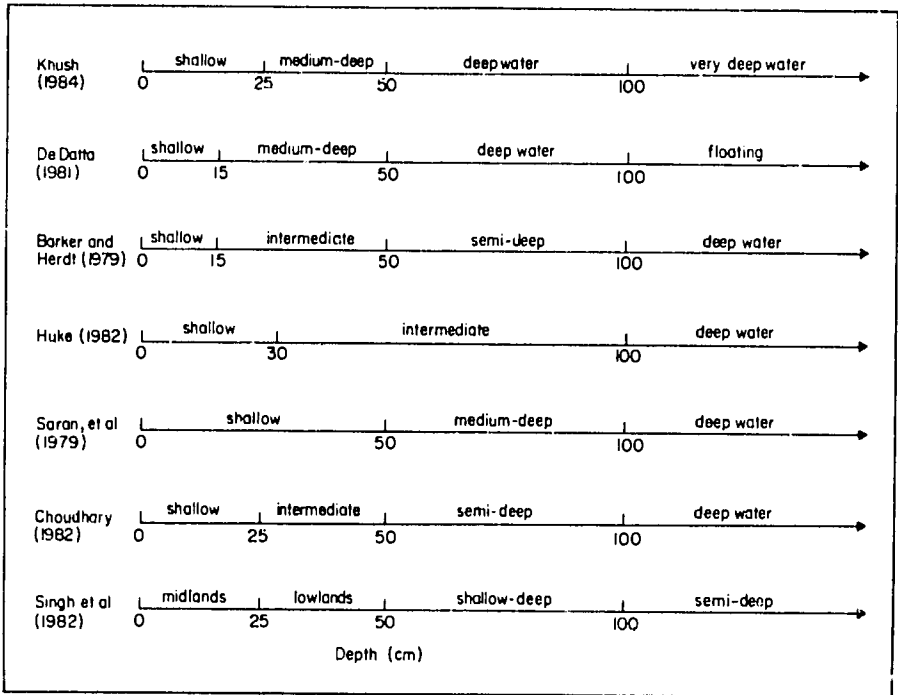 Khush (1984) shallow medium-deep deep water very deep water
0 25 50 100
De Datta (1981) shallow medium-deep deep water floating
0 15 50 100
Barker and Herdt (1979) shallow intermediate semi-deep deep water
0 15 50 100
Huke (1982) shallow intermediate deep water
0 30 100
Saran, et al (1979) shallow medium-deep deep water
0 50 100
Choudhary (1982) shallow intermediate semi-deep deep water
0 25 50 100
Singh et al (1982) midlands lowlands shallow-deep semi-deep
0 25 50 100
Depth (cm)